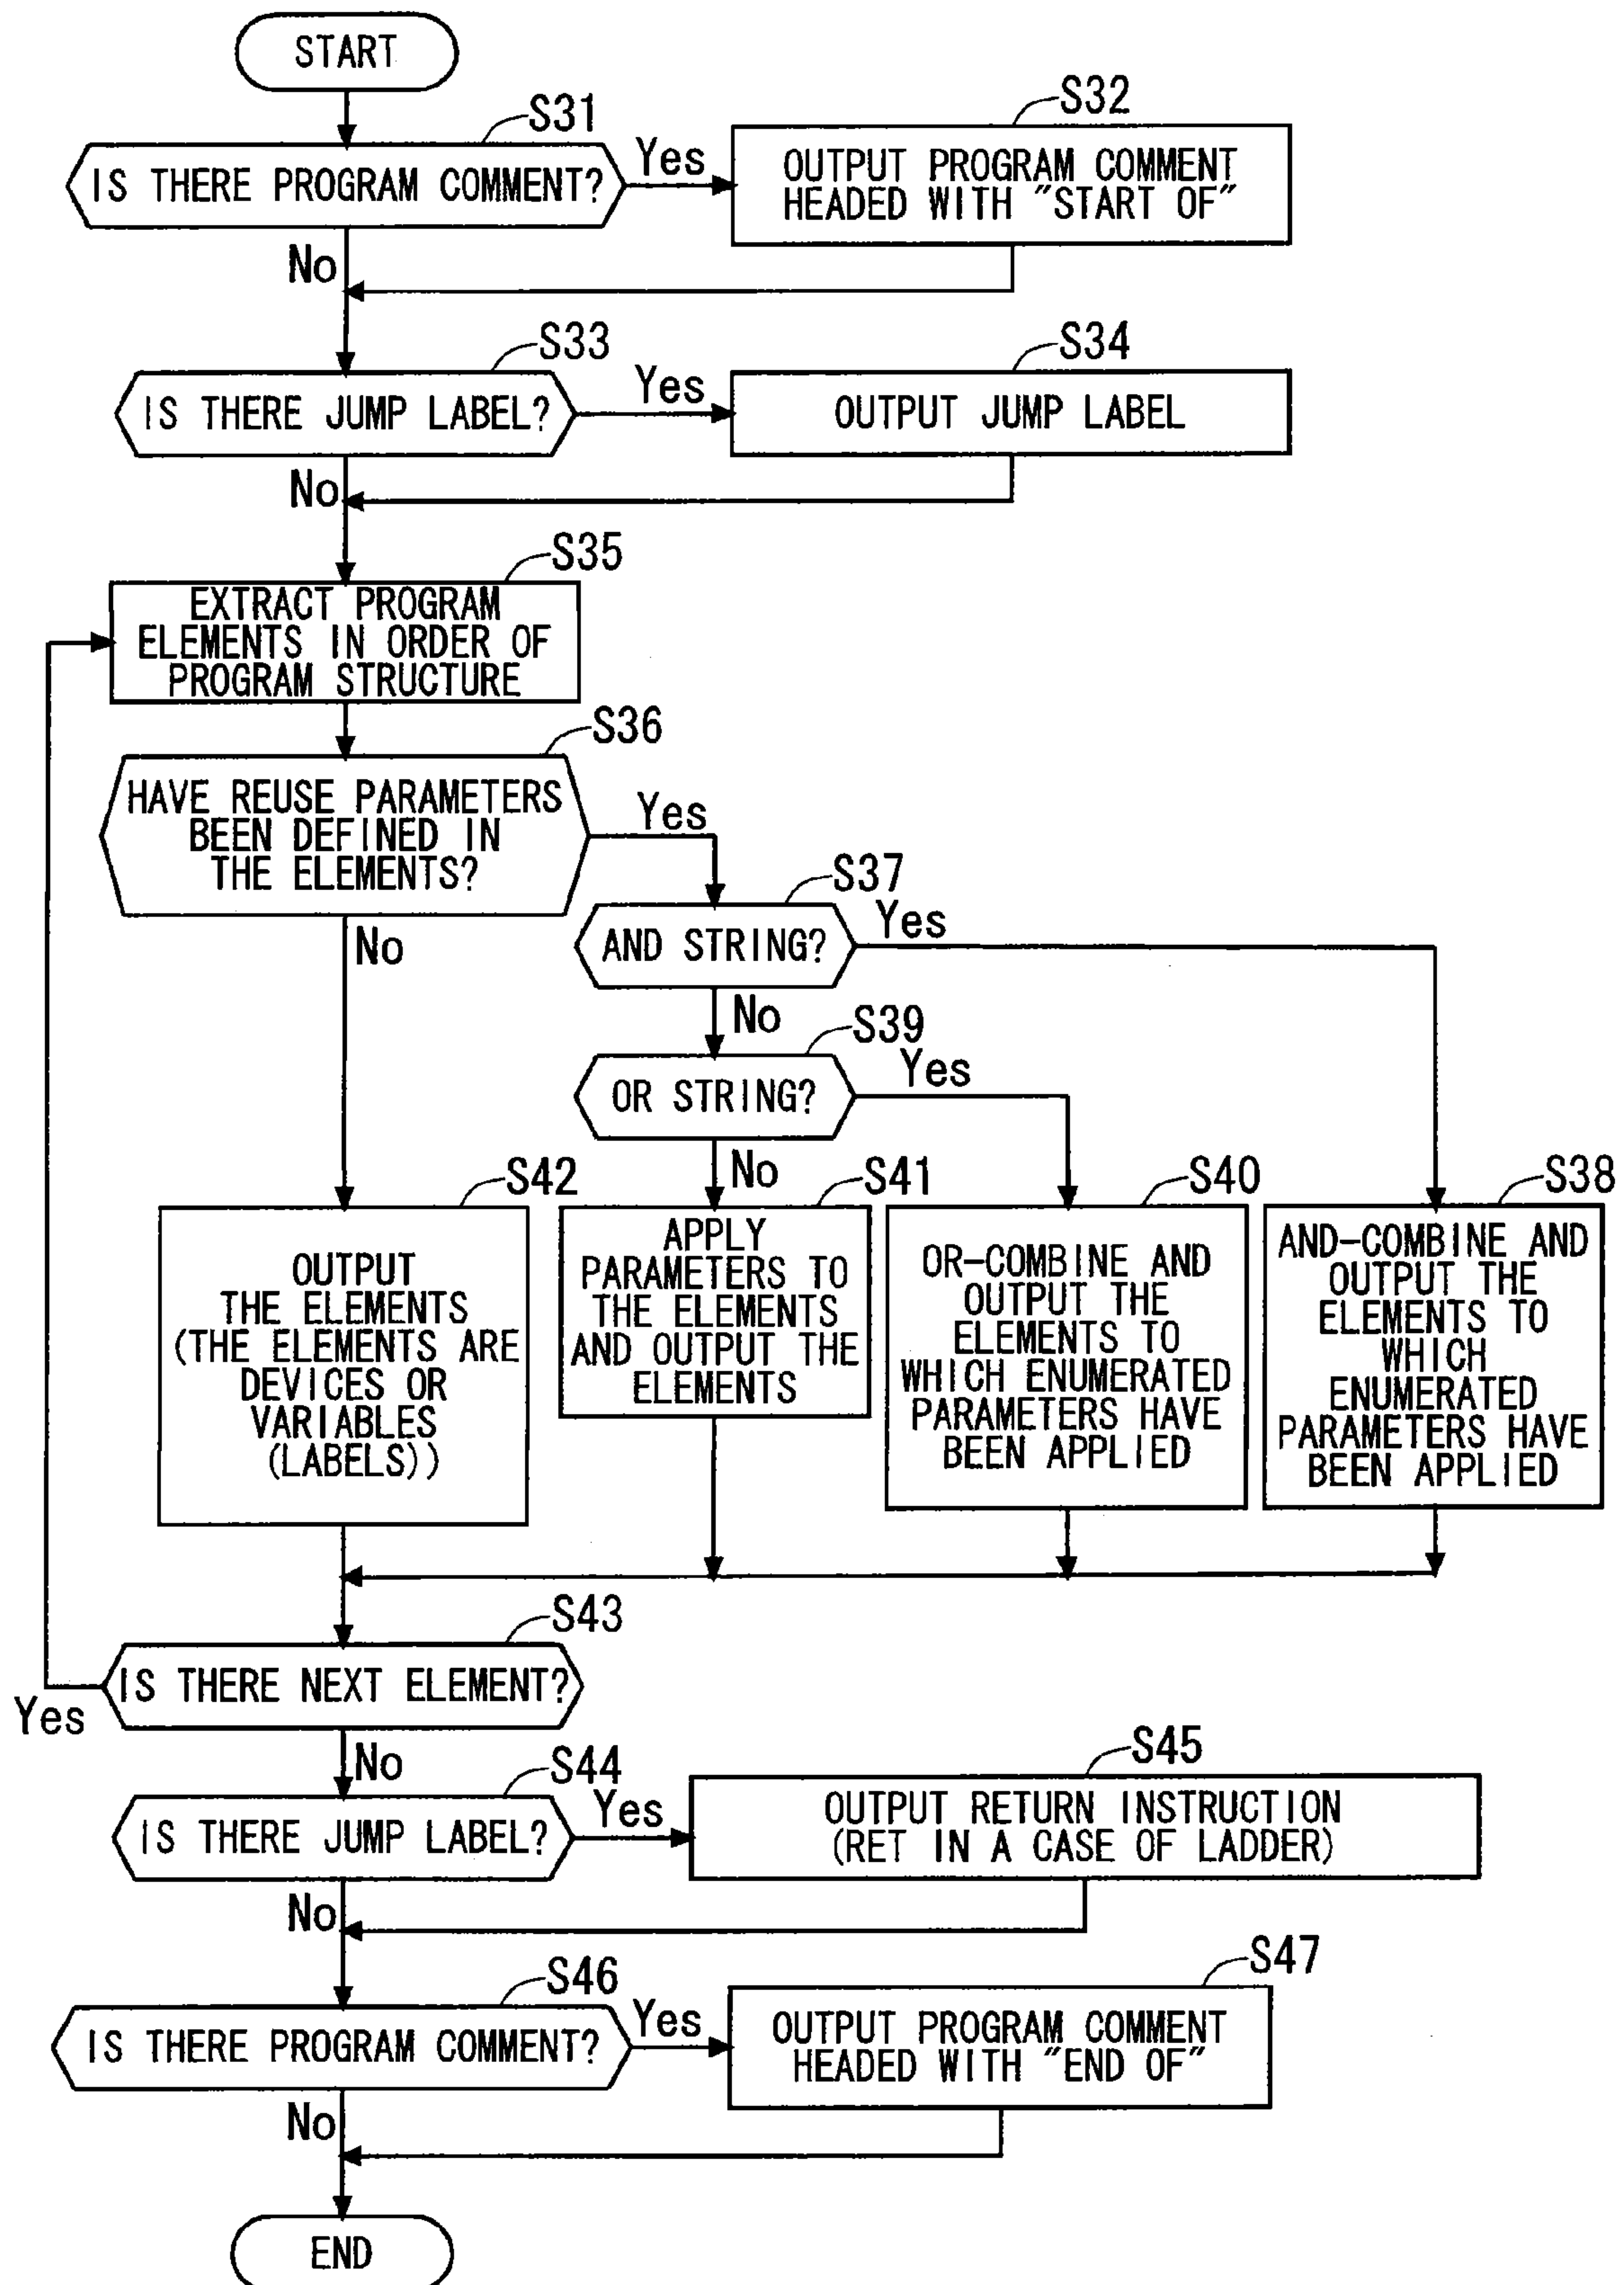 START
S31
IS THERE PROGRAM COMMENT?
Yes
S32
OUTPUT PROGRAM COMMENT
HEADED WITH "START OF"
No
S33
IS THERE JUMP LABEL?
Yes
S34
OUTPUT JUMP LABEL
No
S35
EXTRACT PROGRAM
ELEMENTS IN ORDER OF
PROGRAM STRUCTURE
S36
HAVE REUSE PARAMETERS
BEEN DEFINED IN
THE ELEMENTS?
Yes
No
S37
AND STRING?
Yes
No
S39
OR STRING?
Yes
No
S42
OUTPUT
THE ELEMENTS
(THE ELEMENTS ARE
DEVICES OR
VARIABLES
(LABELS))
S41
APPLY
PARAMETERS TO
THE ELEMENTS
AND OUTPUT THE
ELEMENTS
S40
OR-COMBINE AND
OUTPUT THE
ELEMENTS TO
WHICH ENUMERATED
PARAMETERS HAVE
BEEN APPLIED
S38
AND-COMBINE AND
OUTPUT THE
ELEMENTS TO
WHICH
ENUMERATED
PARAMETERS HAVE
BEEN APPLIED
S43
IS THERE NEXT ELEMENT?
Yes
No
S44
IS THERE JUMP LABEL?
Yes
S45
OUTPUT RETURN INSTRUCTION
(RET IN A CASE OF LADDER)
No
S46
IS THERE PROGRAM COMMENT?
Yes
S47
OUTPUT PROGRAM COMMENT
HEADED WITH "END OF"
No
END